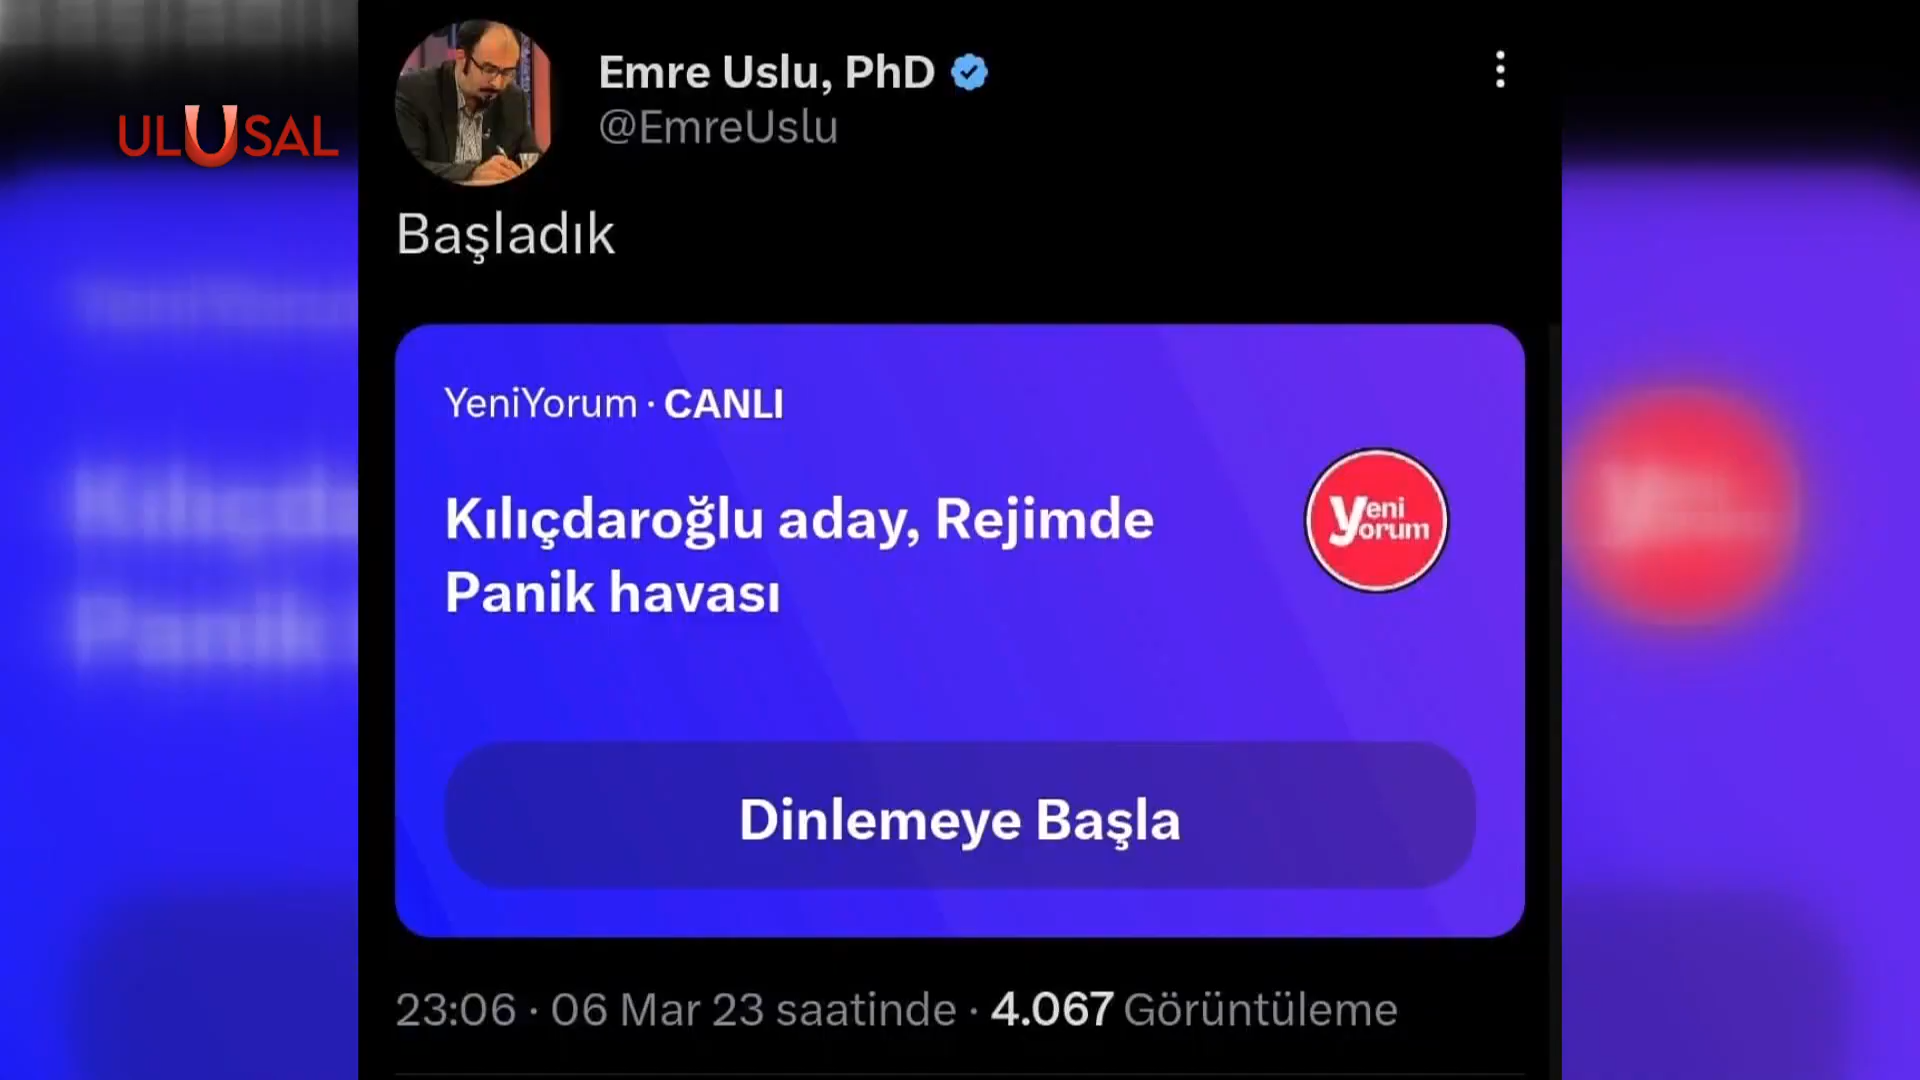 ULUSAL
Emre Uslu, PhD
@EmreUslu
Başladık
YeniYorum · CANLI
Kılıçdaroğlu aday, Rejimde
Panik havası
Yeni
Yorum
Dinlemeye Başla
23:06 · 06 Mar 23 saatinde · 4.067 Görüntüleme